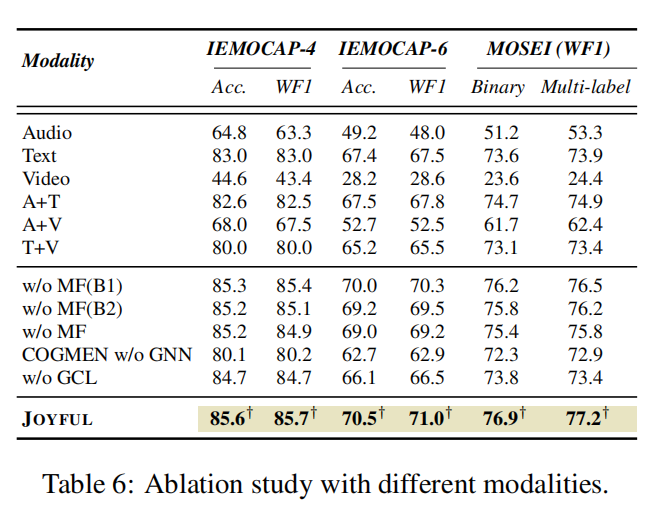 Modality IEMOCAP-4 IEMOCAP-6 MOSEI (WF1)
Acc. WF1 Acc. WF1 Binary Multi-label
Audio 64.8 63.3 49.2 48.0 51.2 53.3
Text 83.0 83.0 67.4 67.5 73.6 73.9
Video 44.6 43.4 28.2 28.6 23.6 24.4
A+T 82.6 82.5 67.5 67.8 74.7 74.9
A+V 68.0 67.5 52.7 52.5 61.7 62.4
T+V 80.0 80.0 65.2 65.5 73.1 73.4
w/o MF(B1) 85.3 85.4 70.0 70.3 76.2 76.5
w/o MF(B2) 85.2 85.1 69.2 69.5 75.8 76.2
w/o MF 85.2 84.9 69.0 69.2 75.4 75.8
COGMEN w/o GNN 80.1 80.2 62.7 62.9 72.3 72.9
w/o GCL 84.7 84.7 66.1 66.5 73.8 73.4
JOYFUL 85.6† 85.7† 70.5† 71.0† 76.9† 77.2†
Table 6: Ablation study with different modalities.